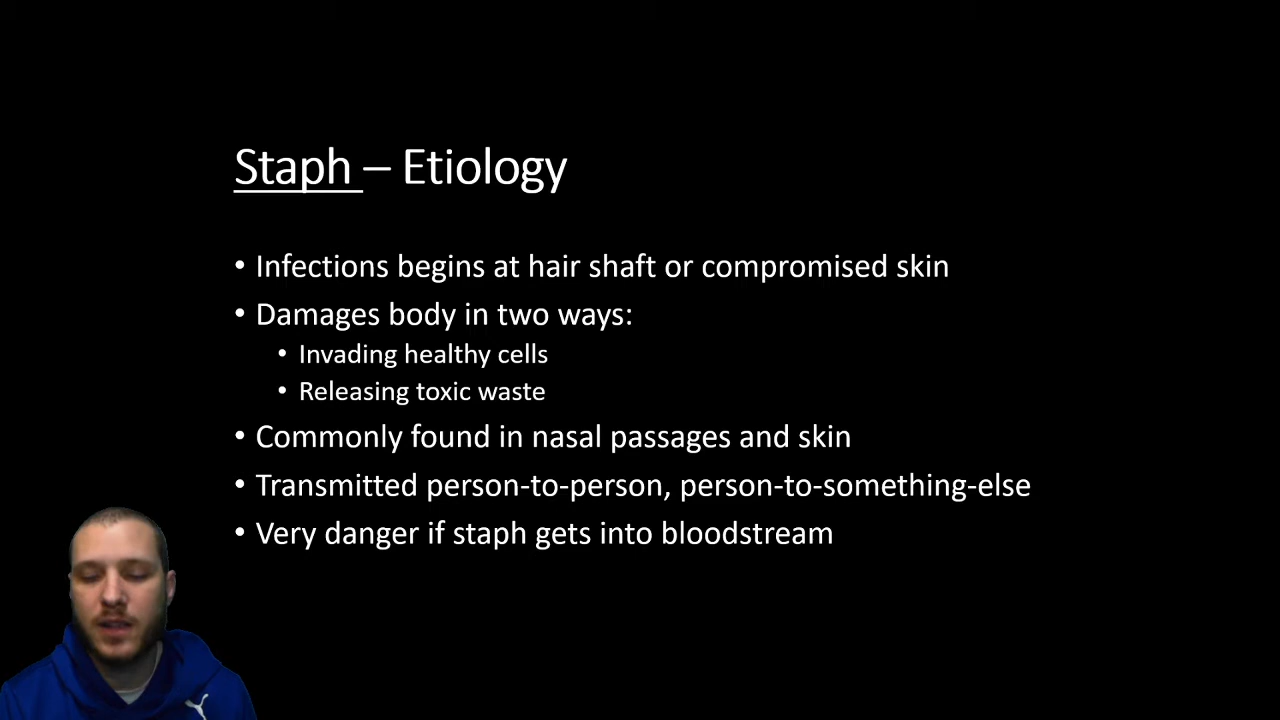 Staph – Etiology
• Infections begins at hair shaft or compromised skin
• Damages body in two ways:
• Invading healthy cells
• Releasing toxic waste
• Commonly found in nasal passages and skin
• Transmitted person-to-person, person-to-something-else
• Very danger if staph gets into bloodstream